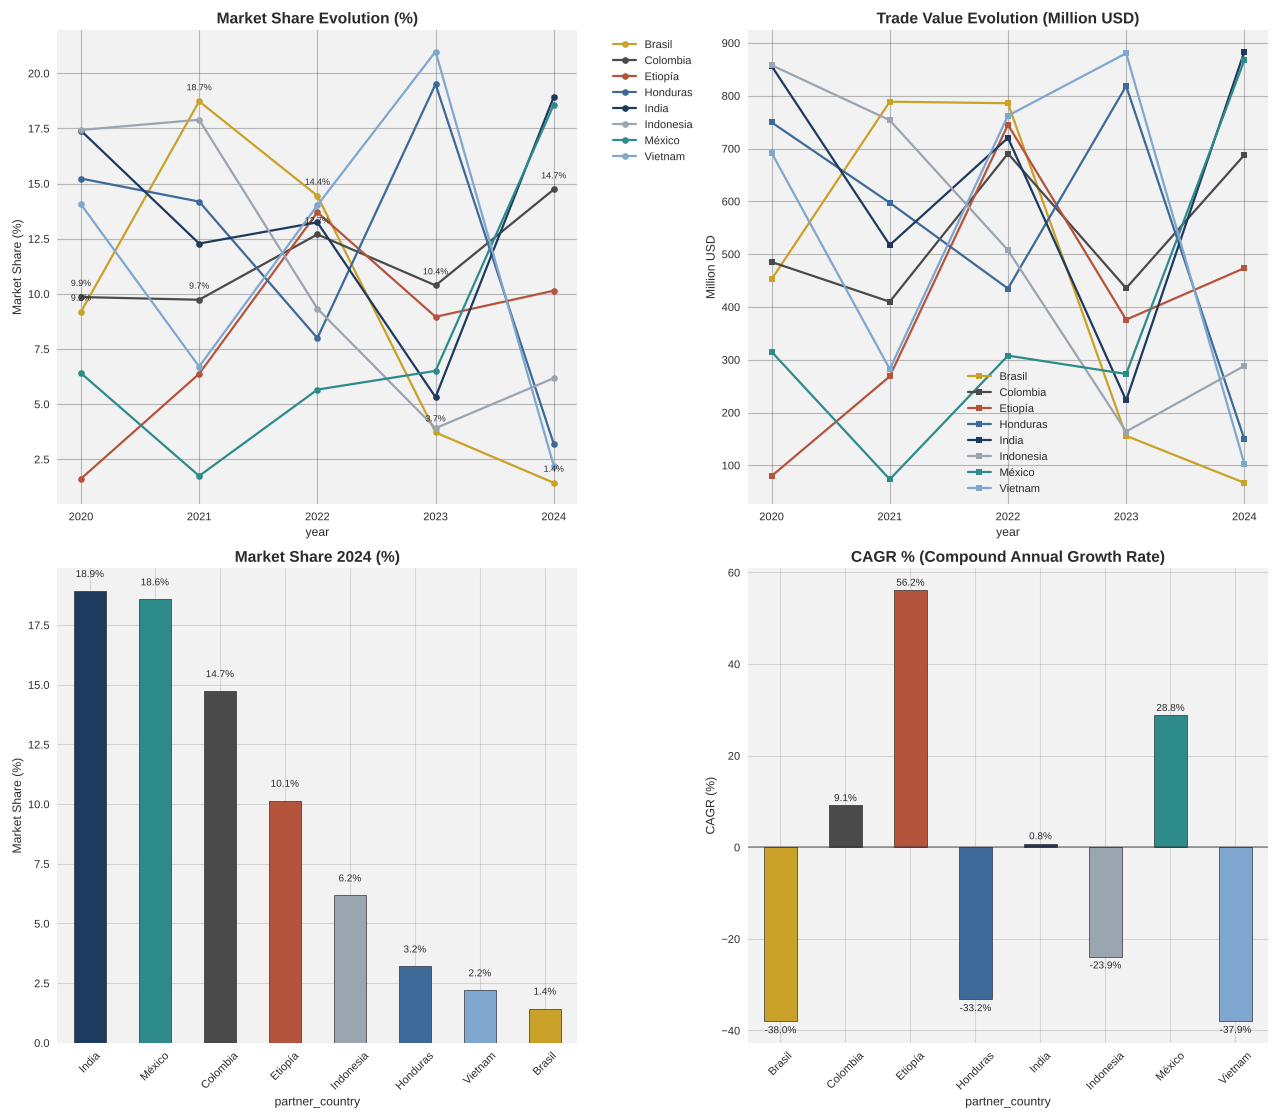 Market Share Evolution (%)
Market Share (%)
20.0
17.5
15.0
12.5
10.0
7.5
5.0
2.5
18.7%
14.4%
14.7%
9.9%
9.7%
10.4%
3.7%
1.4%
2020
2021
2022
2023
2024
year
Brasil
Colombia
Etiopía
Honduras
India
Indonesia
México
Vietnam
Trade Value Evolution (Million USD)
Million USD
900
800
700
600
500
400
300
200
100
Brasil
Colombia
Etiopía
Honduras
India
Indonesia
México
Vietnam
2020
2021
2022
2023
2024
year
Market Share 2024 (%)
Market Share (%)
17.5
15.0
12.5
10.0
7.5
5.0
2.5
0.0
18.9%
18.6%
14.7%
10.1%
6.2%
3.2%
2.2%
1.4%
India
México
Colombia
Etiopía
Indonesia
Honduras
Vietnam
Brasil
partner_country
CAGR % (Compound Annual Growth Rate)
CAGR (%)
60
40
20
0
−20
−40
-38.0%
9.1%
56.2%
-33.2%
0.8%
-23.9%
28.8%
-37.9%
Brasil
Colombia
Etiopía
Honduras
India
Indonesia
México
Vietnam
partner_country